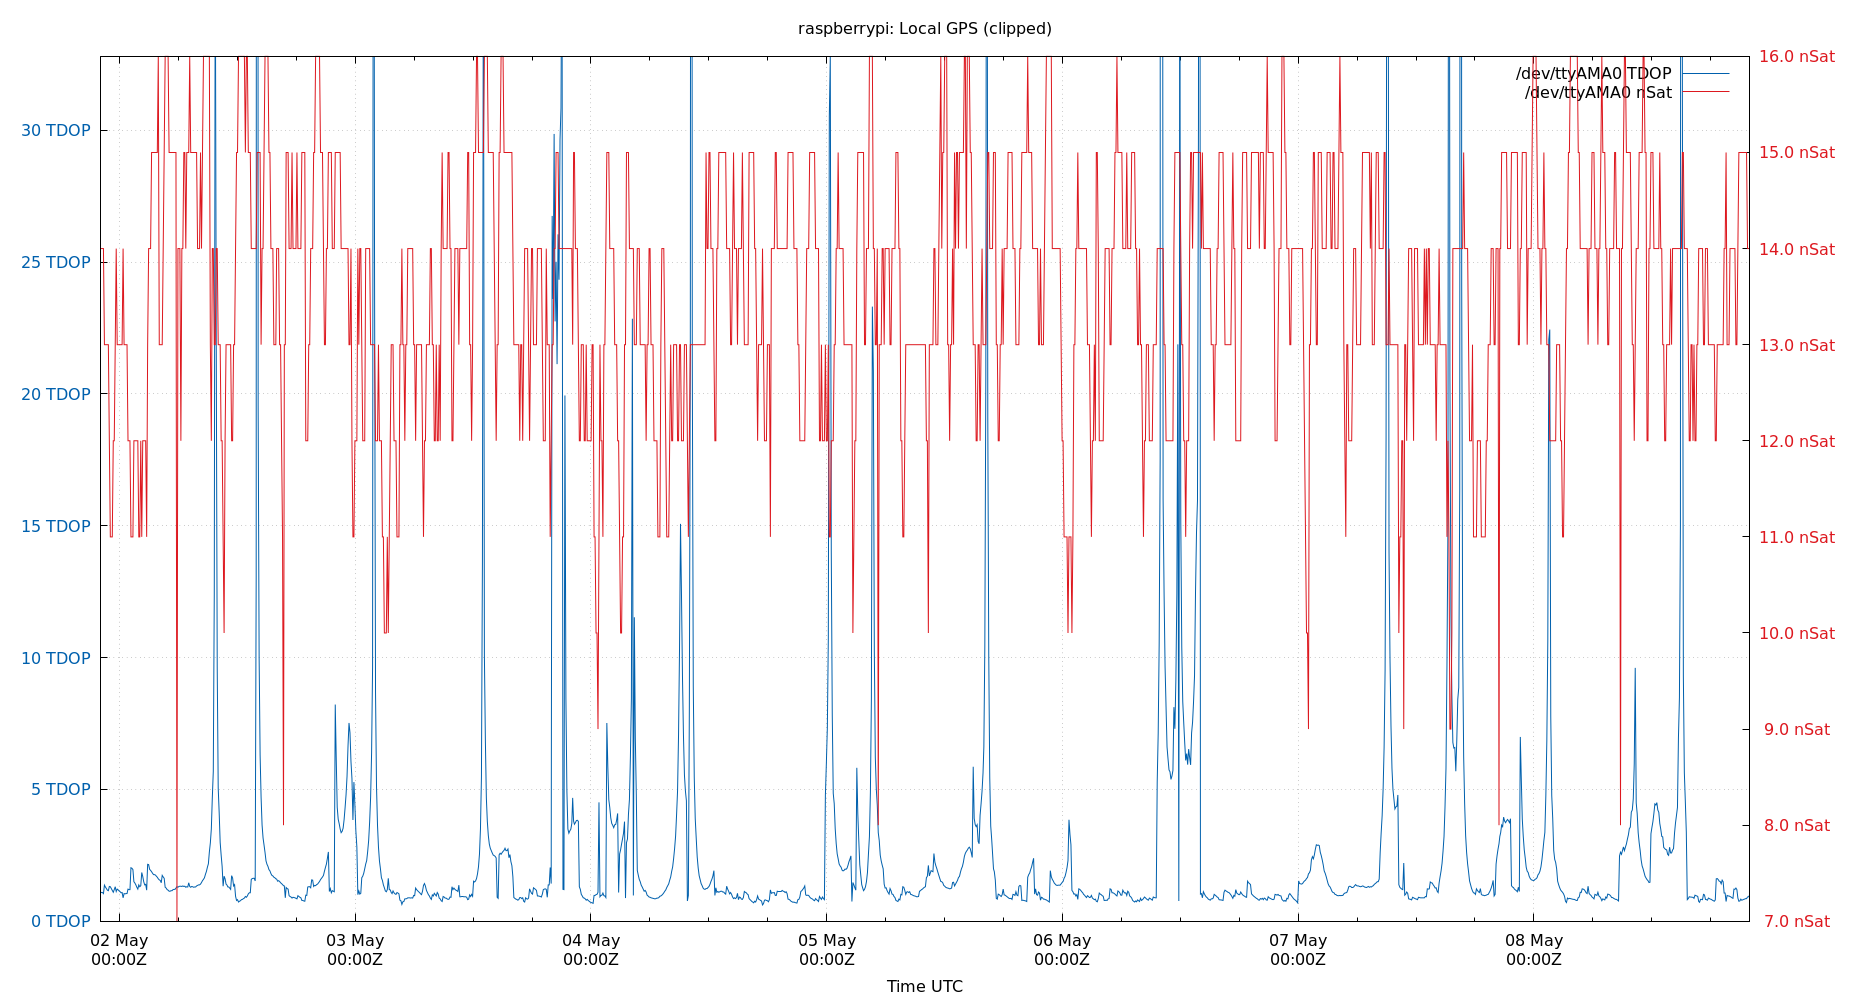 raspberrypi: Local GPS (clipped)
/dev/ttyAMA0 TDOP
/dev/ttyAMA0 nSat
30 TDOP
25 TDOP
20 TDOP
15 TDOP
10 TDOP
5 TDOP
0 TDOP
16.0 nSat
15.0 nSat
14.0 nSat
13.0 nSat
12.0 nSat
11.0 nSat
10.0 nSat
9.0 nSat
8.0 nSat
7.0 nSat
02 May 03 May 04 May 05 May 06 May 07 May 08 May
00:00Z 00:00Z 00:00Z 00:00Z 00:00Z 00:00Z 00:00Z
Time UTC